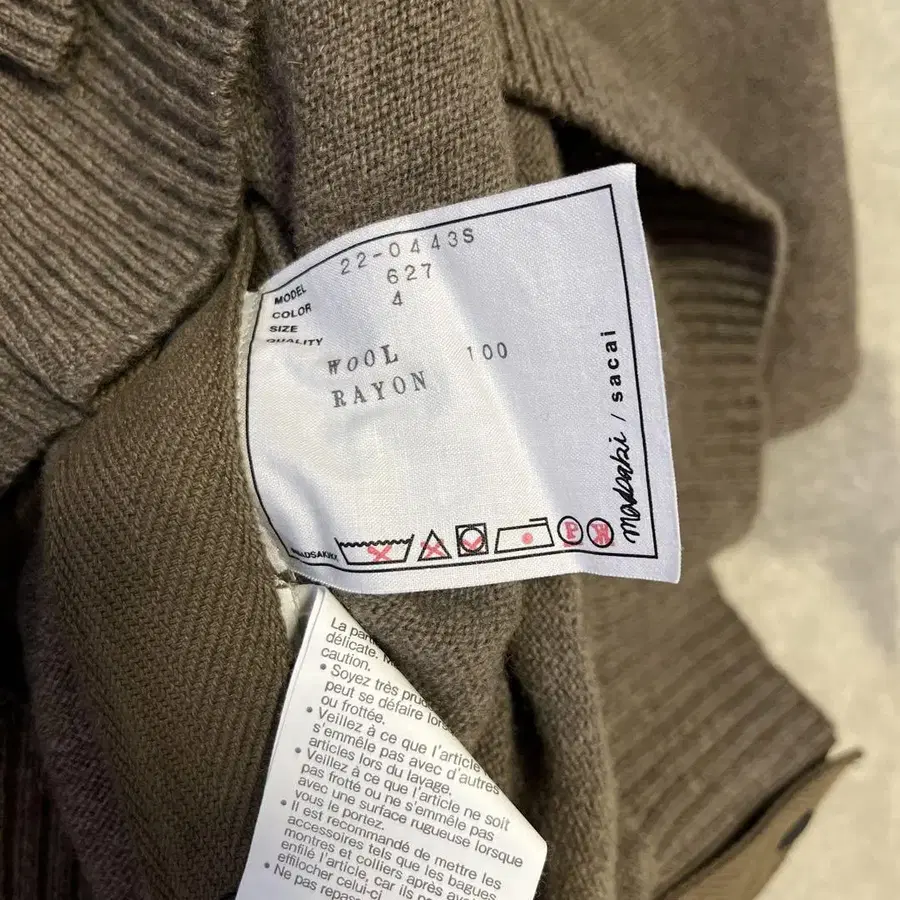 MODEL 22-0443S
COLOR 627
SIZE 4
QUALITY
WOOL 100
RAYON
madsaki / sacai
délicate.
caution.
• Soyez très
peut se défaire
ou frottée.
• Veillez à ce que l'article
s'emmêle pas avec d'autres
articles lors du lavage.
• Veillez à ce que l'article ne soit
pas frotté ou ne s'emmêle pas
avec une surface rugueuse lorsque
vous le portez.
• Il est recommandé de mettre les
accessoires tels que les bagues
montres et colliers après avoir
enfilé l'article, car ils
effilocher celui-ci
• Ne pas